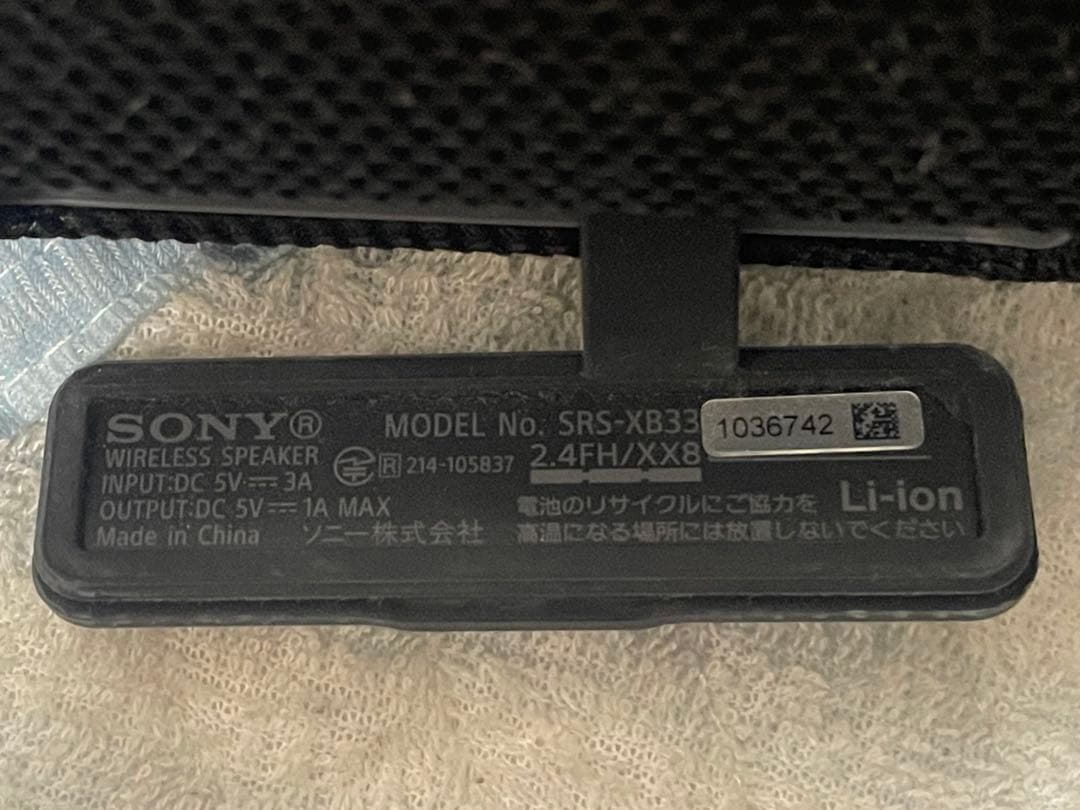 SONY®
WIRELESS SPEAKER
INPUT:DC 5V⎓3A
OUTPUT:DC 5V⎓1A MAX
Made in China ソニー株式会社
MODEL No. SRS-XB33
1036742
R 214-105837
2.4FH/XX8
電池のリサイクルにご協力を
高温になる場所には放置しないでください
Li-ion